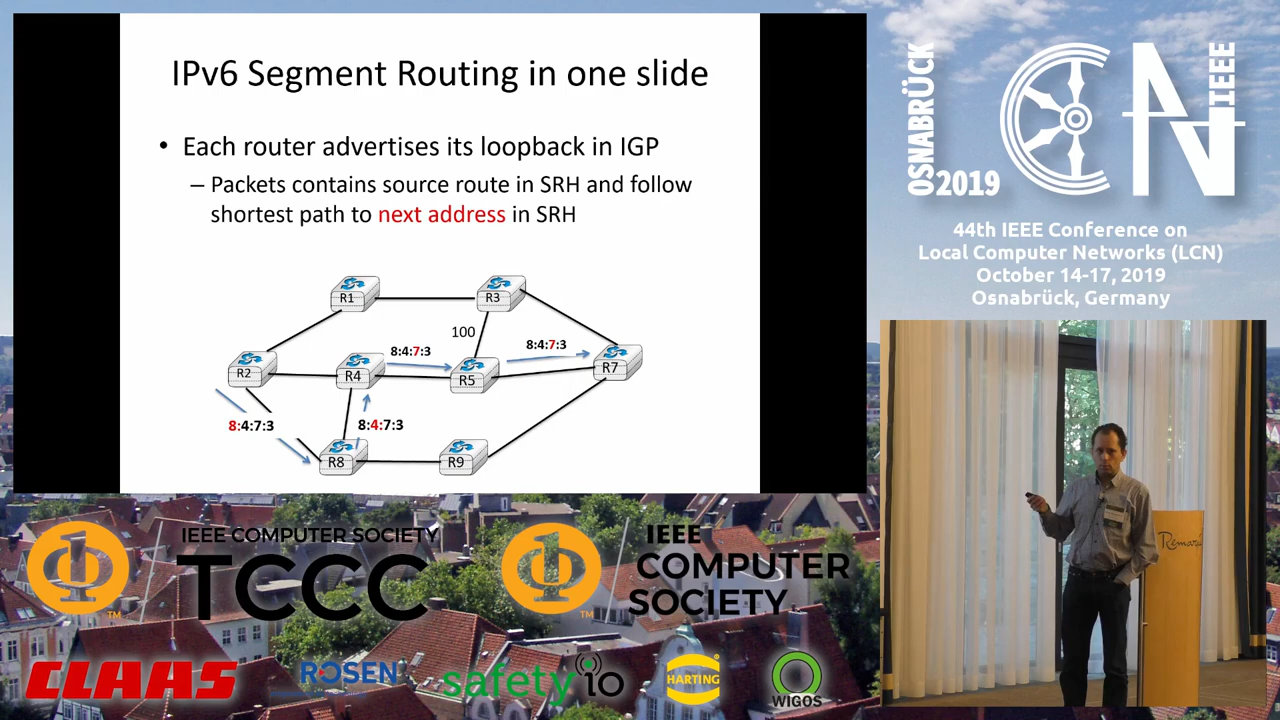 IPv6 Segment Routing in one slide
• Each router advertises its loopback in IGP
– Packets contains source route in SRH and follow
shortest path to next address in SRH
R1
R3
100
8:4:7:3
8:4:7:3
R2
R4
R5
R7
8:4:7:3
8:4:7:3
R8
R9
OSNABRÜCK
2019
LCN
IEEE
44th IEEE Conference on
Local Computer Networks (LCN)
October 14-17, 2019
Osnabrück, Germany
IEEE COMPUTER SOCIETY
TCCC
TM
IEEE
COMPUTER
SOCIETY
TM
CLAAS
ROSEN
safety io
HARTING
WIGOS